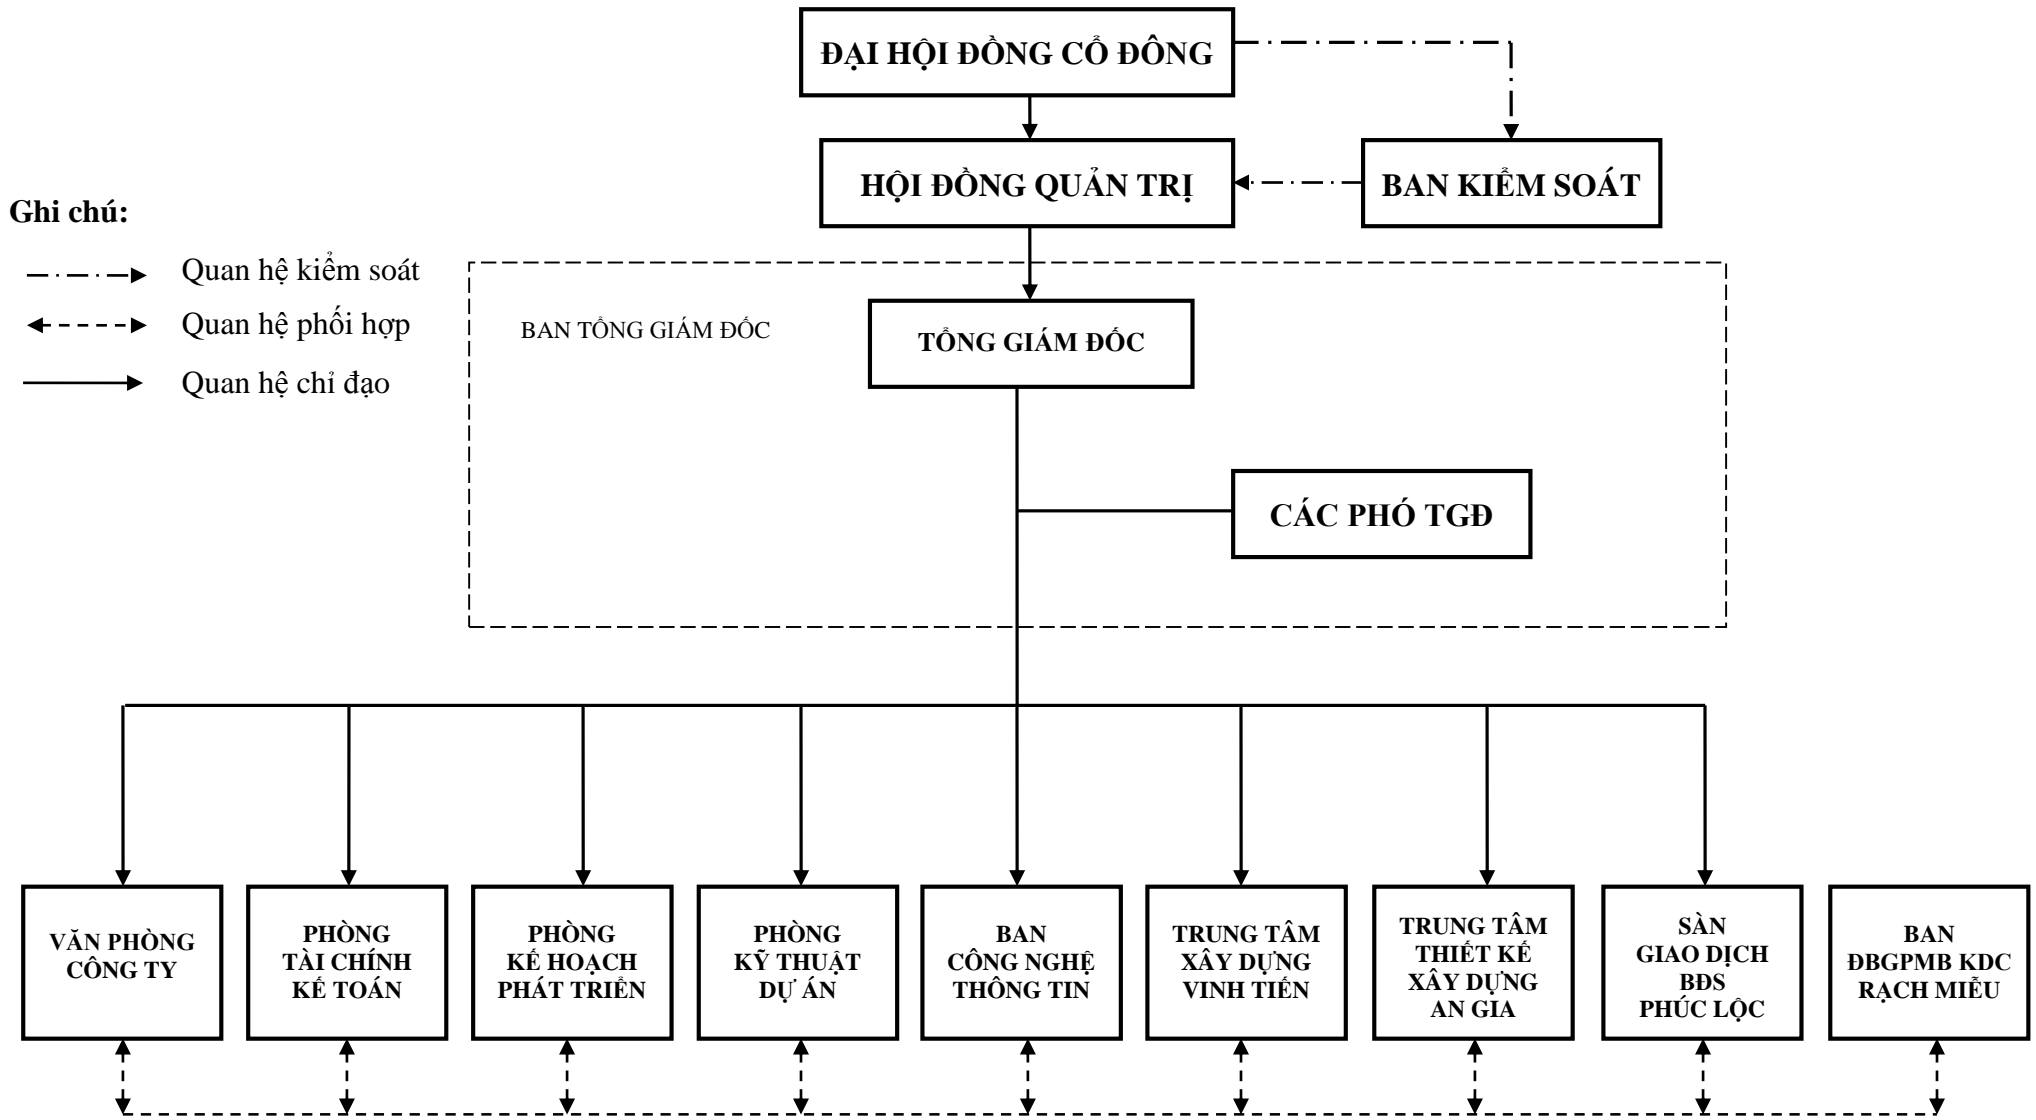 ĐẠI HỘI ĐỒNG CỔ ĐÔNG
HỘI ĐỒNG QUẢN TRỊ
BAN KIỂM SOÁT
Ghi chú:
Quan hệ kiểm soát
Quan hệ phối hợp
Quan hệ chỉ đạo
BAN TỔNG GIÁM ĐỐC
TỔNG GIÁM ĐỐC
CÁC PHÓ TGĐ
VĂN PHÒNG
CÔNG TY
PHÒNG
TÀI CHÍNH
KẾ TOÁN
PHÒNG
KẾ HOẠCH
PHÁT TRIỂN
PHÒNG
KỸ THUẬT
DỰ ÁN
BAN
CÔNG NGHỆ
THÔNG TIN
TRUNG TÂM
XÂY DỰNG
VINH TIẾN
TRUNG TÂM
THIẾT KẾ
XÂY DỰNG
AN GIA
SÀN
GIAO DỊCH
BĐS
PHÚC LỘC
BAN
ĐBGPMB KDC
RẠCH MIỄU